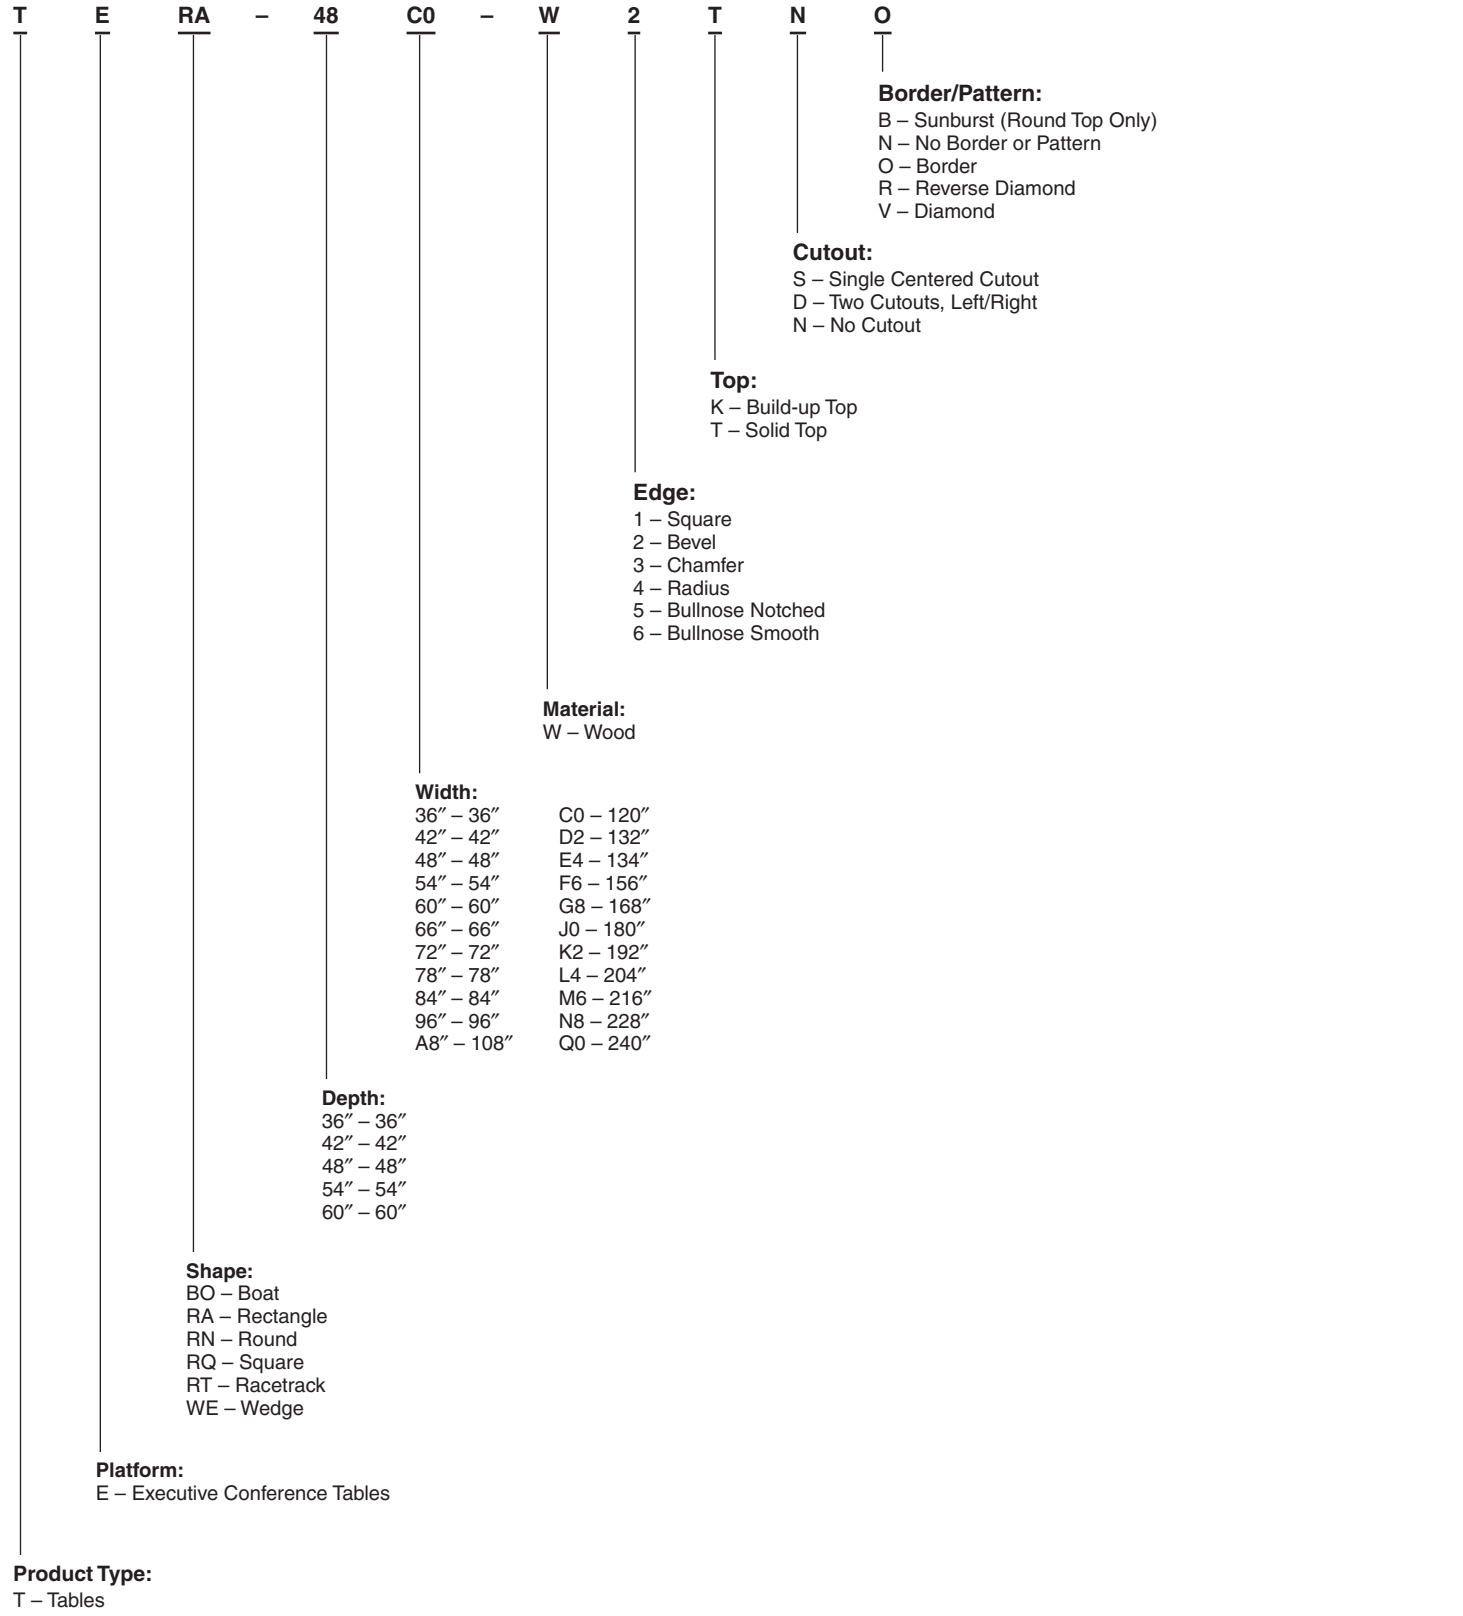 T E RA – 48 C0 – W 2 T N O
Border/Pattern:
B – Sunburst (Round Top Only)
N – No Border or Pattern
O – Border
R – Reverse Diamond
V – Diamond
Cutout:
S – Single Centered Cutout
D – Two Cutouts, Left/Right
N – No Cutout
Top:
K – Build-up Top
T – Solid Top
Edge:
1 – Square
2 – Bevel
3 – Chamfer
4 – Radius
5 – Bullnose Notched
6 – Bullnose Smooth
Material:
W – Wood
Width:
36″ – 36″ C0 – 120″
42″ – 42″ D2 – 132″
48″ – 48″ E4 – 134″
54″ – 54″ F6 – 156″
60″ – 60″ G8 – 168″
66″ – 66″ J0 – 180″
72″ – 72″ K2 – 192″
78″ – 78″ L4 – 204″
84″ – 84″ M6 – 216″
96″ – 96″ N8 – 228″
A8″ – 108″ Q0 – 240″
Depth:
36″ – 36″
42″ – 42″
48″ – 48″
54″ – 54″
60″ – 60″
Shape:
BO – Boat
RA – Rectangle
RN – Round
RQ – Square
RT – Racetrack
WE – Wedge
Platform:
E – Executive Conference Tables
Product Type:
T – Tables